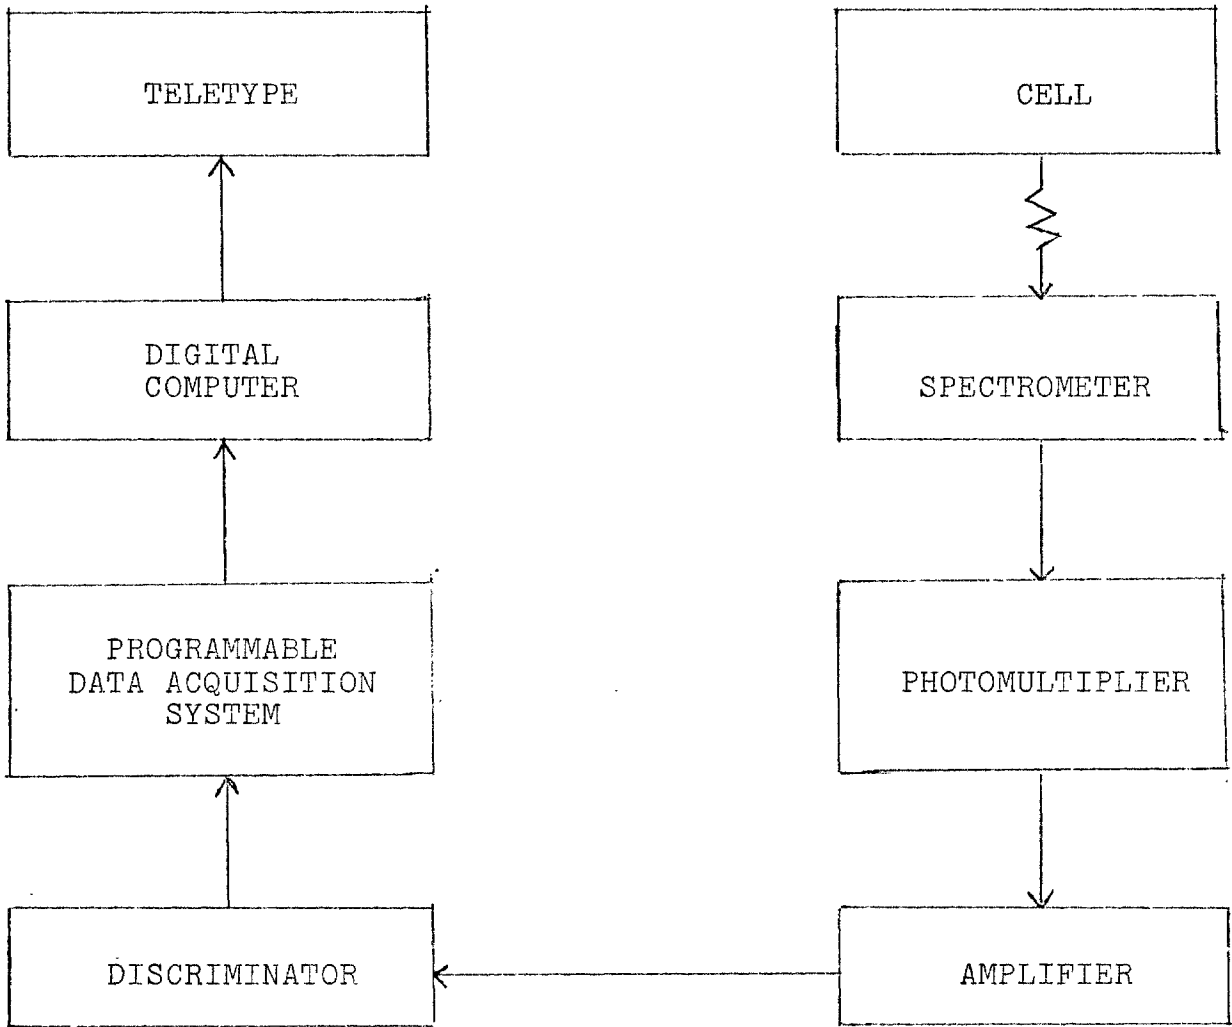 TELETYPE
CELL
DIGITAL
COMPUTER
SPECTROMETER
PROGRAMMABLE
DATA ACQUISITION
SYSTEM
PHOTOMULTIPLIER
DISCRIMINATOR
AMPLIFIER